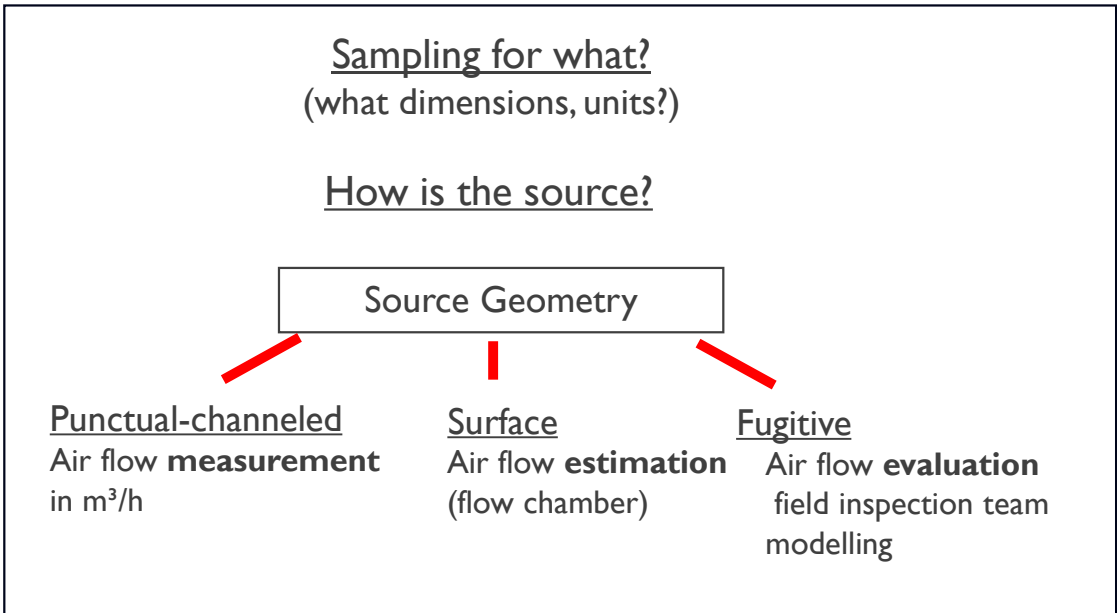 Sampling for what?
(what dimensions, units?)
How is the source?
Source Geometry
Punctual-channeled
Air flow measurement
in m³/h
Surface
Air flow estimation
(flow chamber)
Fugitive
Air flow evaluation
field inspection team
modelling